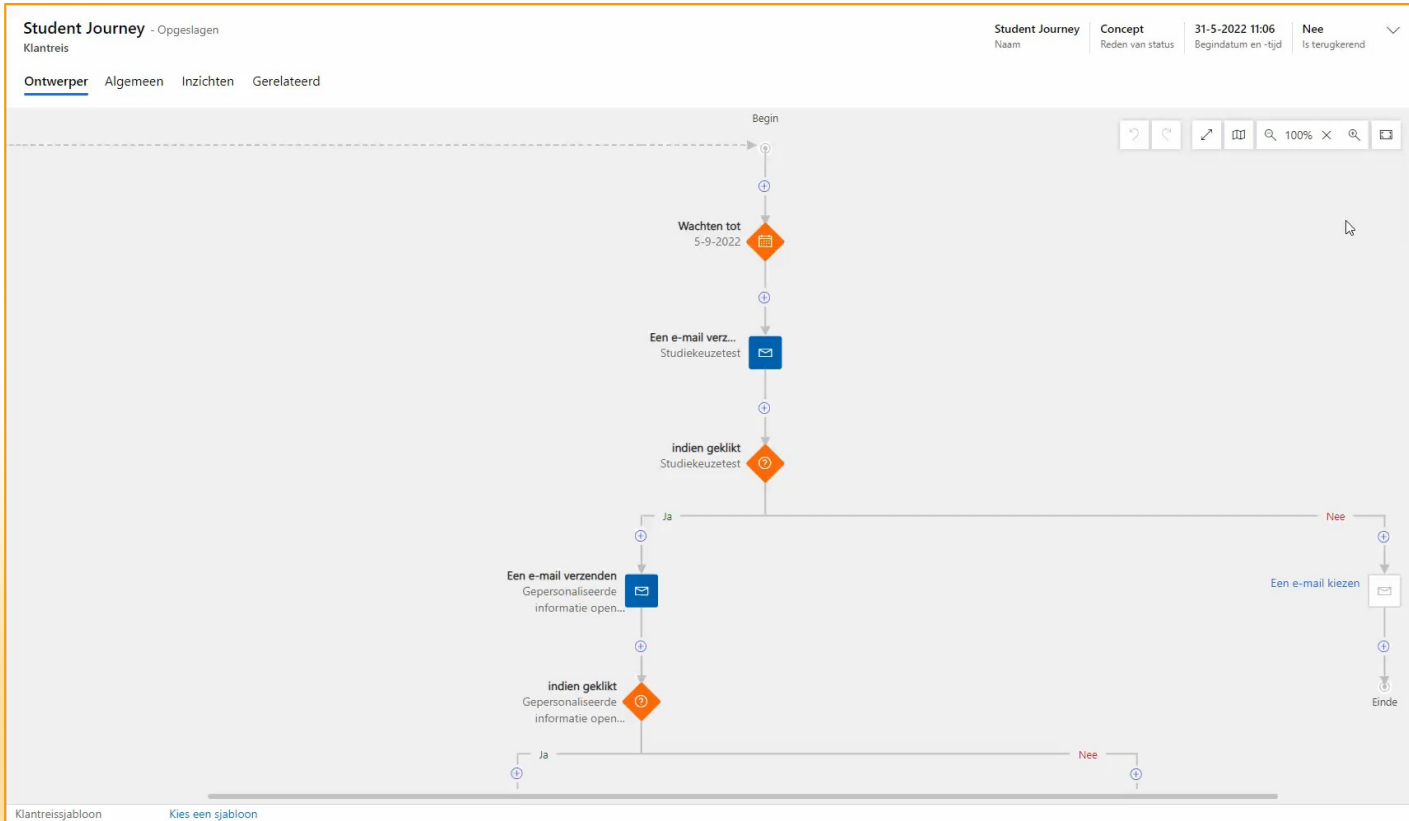 Student Journey - Opgeslagen
Klantreis
Student Journey
Naam
Concept
Reden van status
31-5-2022 11:06
Begindatum en -tijd
Nee
Is terugkerend
Ontwerper Algemeen Inzichten Gerelateerd
Begin
100%
Wachten tot
5-9-2022
Een e-mail verz...
Studiekeuzetest
indien geklikt
Studiekeuzetest
Ja
Nee
Een e-mail verzenden
Gepersonaliseerde
informatie open...
Een e-mail kiezen
indien geklikt
Gepersonaliseerde
informatie open...
Einde
Ja
Nee
Klantreissjabloon Kies een sjabloon